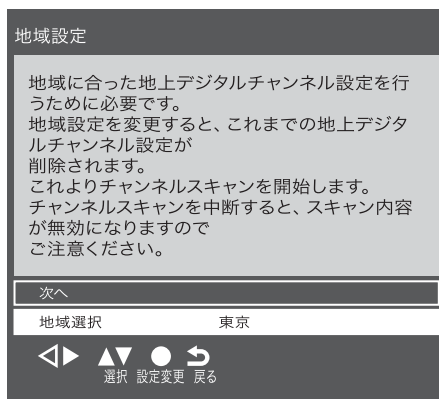 地域設定
地域に合った地上デジタルチャンネル設定を行
うために必要です。
地域設定を変更すると、これまでの地上デジタ
ルチャンネル設定が
削除されます。
これよりチャンネルスキャンを開始します。
チャンネルスキャンを中断すると、スキャン内容
が無効になりますので
ご注意ください。
次へ
地域選択 東京
選択 設定変更 戻る